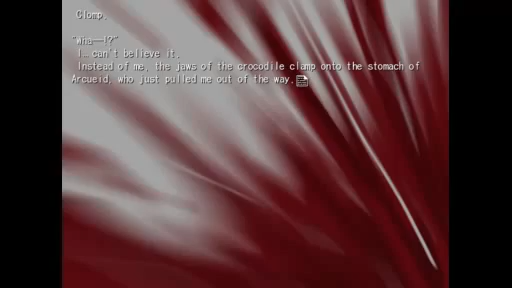 Clomp.
"Wha—!?"
I… can't believe it.
Instead of me, the jaws of the crocodile clamp onto the stomach of
Arcueid, who just pulled me out of the way.